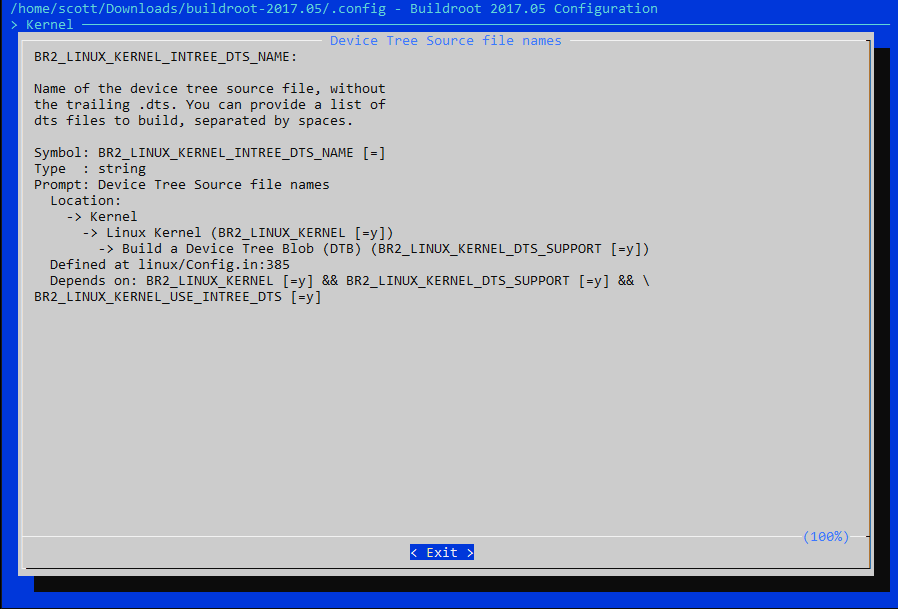 /home/scott/Downloads/buildroot-2017.05/.config - Buildroot 2017.05 Configuration
> Kernel
Device Tree Source file names
BR2_LINUX_KERNEL_INTREE_DTS_NAME:
Name of the device tree source file, without
the trailing .dts. You can provide a list of
dts files to build, separated by spaces.
Symbol: BR2_LINUX_KERNEL_INTREE_DTS_NAME [=]
Type  : string
Prompt: Device Tree Source file names
  Location:
    -> Kernel
      -> Linux Kernel (BR2_LINUX_KERNEL [=y])
        -> Build a Device Tree Blob (DTB) (BR2_LINUX_KERNEL_DTS_SUPPORT [=y])
  Defined at linux/Config.in:385
  Depends on: BR2_LINUX_KERNEL [=y] && BR2_LINUX_KERNEL_DTS_SUPPORT [=y] && \
BR2_LINUX_KERNEL_USE_INTREE_DTS [=y]
(100%)
< Exit >